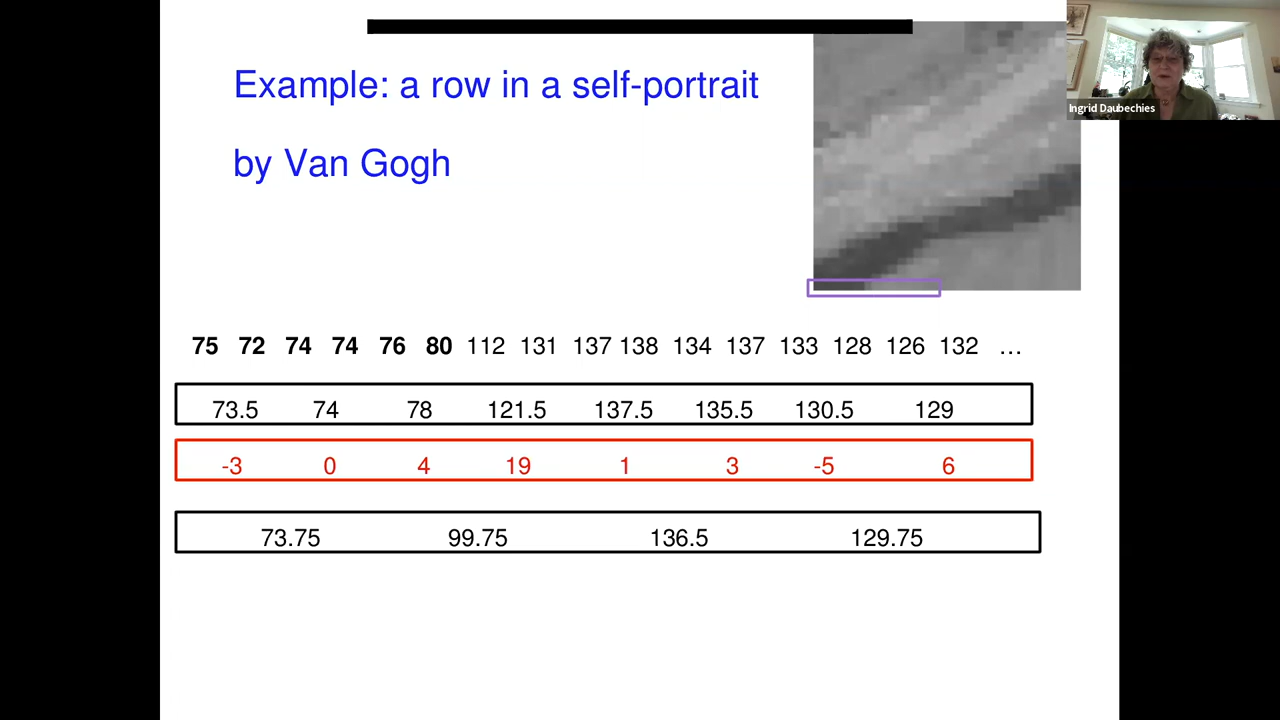 Example: a row in a self-portrait
by Van Gogh
Ingrid Daubechies
75 72 74 74 76 80 112 131 137 138 134 137 133 128 126 132 …
73.5 74 78 121.5 137.5 135.5 130.5 129
-3 0 4 19 1 3 -5 6
73.75 99.75 136.5 129.75